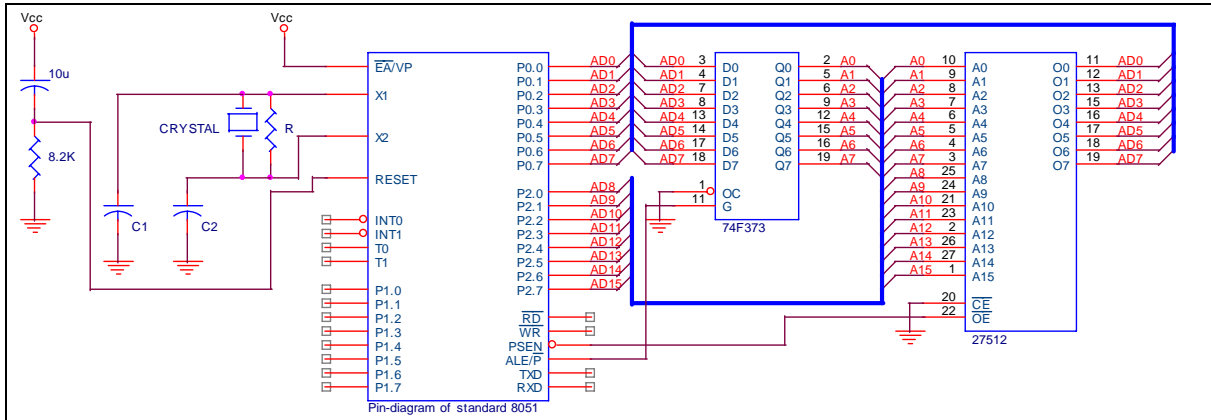 Vcc
10u
8.2K
C1
C2
CRYSTAL
R
Vcc
EA/VP
X1
X2
RESET
INT0
INT1
T0
T1
P1.0
P1.1
P1.2
P1.3
P1.4
P1.5
P1.6
P1.7
P0.0 AD0
P0.1 AD1
P0.2 AD2
P0.3 AD3
P0.4 AD4
P0.5 AD5
P0.6 AD6
P0.7 AD7
P2.0 AD8
P2.1 AD9
P2.2 AD10
P2.3 AD11
P2.4 AD12
P2.5 AD13
P2.6 AD14
P2.7 AD15
RD
WR
PSEN
ALE/P
TXD
RXD
Pin-diagram of standard 8051
AD0 3 D0 Q0 2 A0
AD1 4 D1 Q1 5 A1
AD2 7 D2 Q2 6 A2
AD3 8 D3 Q3 9 A3
AD4 13 D4 Q4 12 A4
AD5 14 D5 Q5 15 A5
AD6 17 D6 Q6 16 A6
AD7 18 D7 Q7 19 A7
1 OC
11 G
74F373
A0 10 A0 O0 11 AD0
A1 9 A1 O1 12 AD1
A2 8 A2 O2 13 AD2
A3 7 A3 O3 15 AD3
A4 6 A4 O4 16 AD4
A5 5 A5 O5 17 AD5
A6 4 A6 O6 18 AD6
A7 3 A7 O7 19 AD7
A8 25 A8
A9 24 A9
A10 21 A10
A11 23 A11
A12 2 A12
A13 26 A13
A14 27 A14
A15 1 A15
20 CE
22 OE
27512